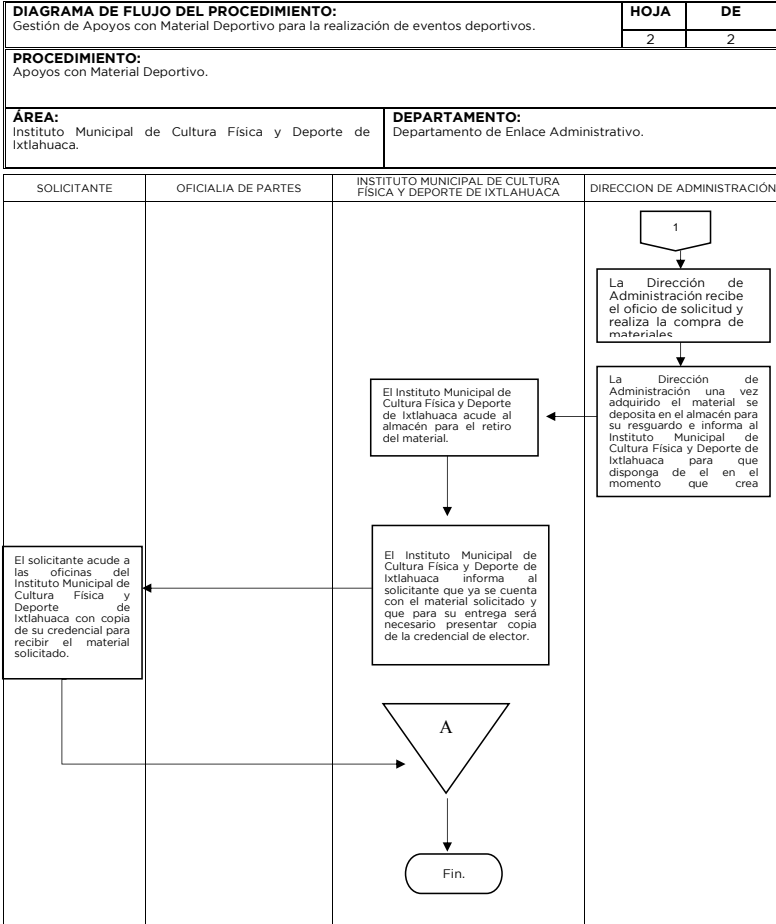 DIAGRAMA DE FLUJO DEL PROCEDIMIENTO:
Gestión de Apoyos con Material Deportivo para la realización de eventos deportivos.
HOJA DE
2 2
PROCEDIMIENTO:
Apoyos con Material Deportivo.
ÁREA:
Instituto Municipal de Cultura Física y Deporte de
Ixtlahuaca.
DEPARTAMENTO:
Departamento de Enlace Administrativo.
SOLICITANTE
OFICIALIA DE PARTES
INSTITUTO MUNICIPAL DE CULTURA
FÍSICA Y DEPORTE DE IXTLAHUACA
DIRECCION DE ADMINISTRACIÓN
1
La Dirección de
Administración recibe
el oficio de solicitud y
realiza la compra de
materiales
La Dirección de
Administración una vez
adquirido el material se
deposita en el almacén para
su resguardo e informa al
Instituto Municipal de
Cultura Física y Deporte de
Ixtlahuaca para que
disponga de el en el
momento que crea
El Instituto Municipal de
Cultura Física y Deporte
de Ixtlahuaca acude al
almacén para el retiro
del material.
El Instituto Municipal de
Cultura Física y Deporte de
Ixtlahuaca informa al
solicitante que ya se cuenta
con el material solicitado y
que para su entrega será
necesario presentar copia
de la credencial de elector.
El solicitante acude a
las oficinas del
Instituto Municipal de
Cultura Física y
Deporte de
Ixtlahuaca con copia
de su credencial para
recibir el material
solicitado.
A
Fin.